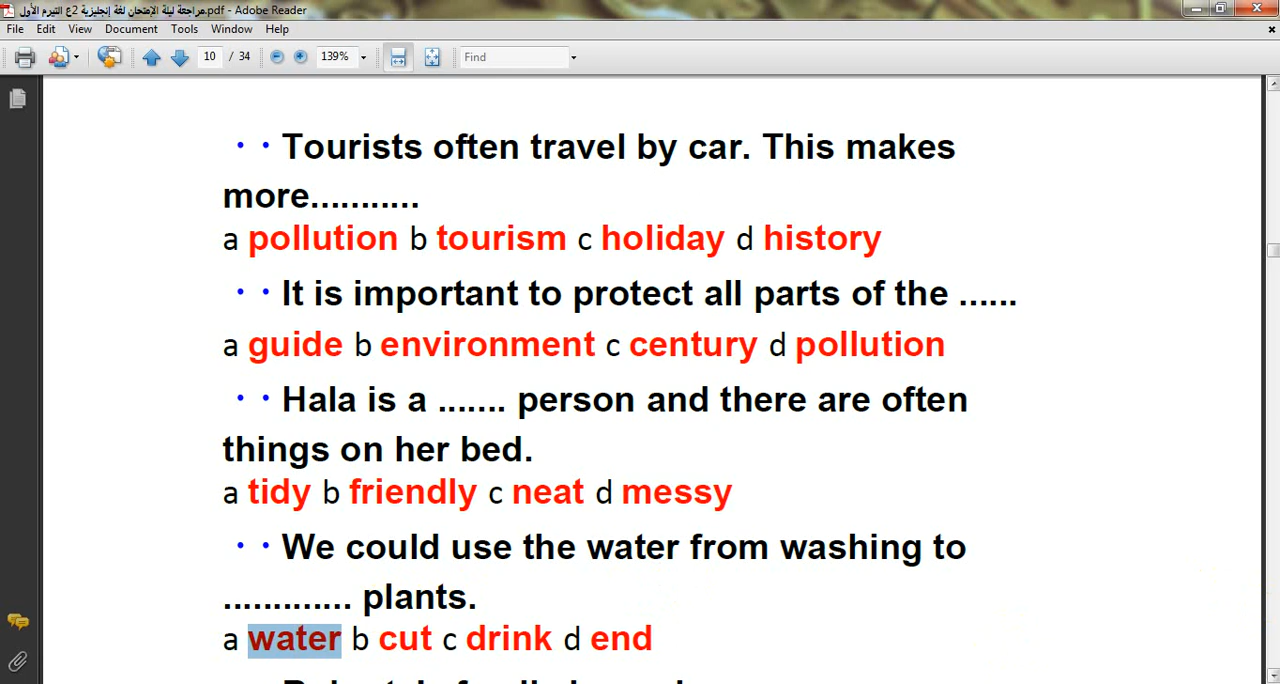 مراجعة ليلة الإمتحان لغة إنجليزية 2ع التيرم الأول.pdf - Adobe Reader
File Edit View Document Tools Window Help
10 / 34 139% Find
Tourists often travel by car. This makes
more...........
a pollution b tourism c holiday d history
It is important to protect all parts of the ......
a guide b environment c century d pollution
Hala is a ....... person and there are often
things on her bed.
a tidy b friendly c neat d messy
We could use the water from washing to
............. plants.
a water b cut c drink d end